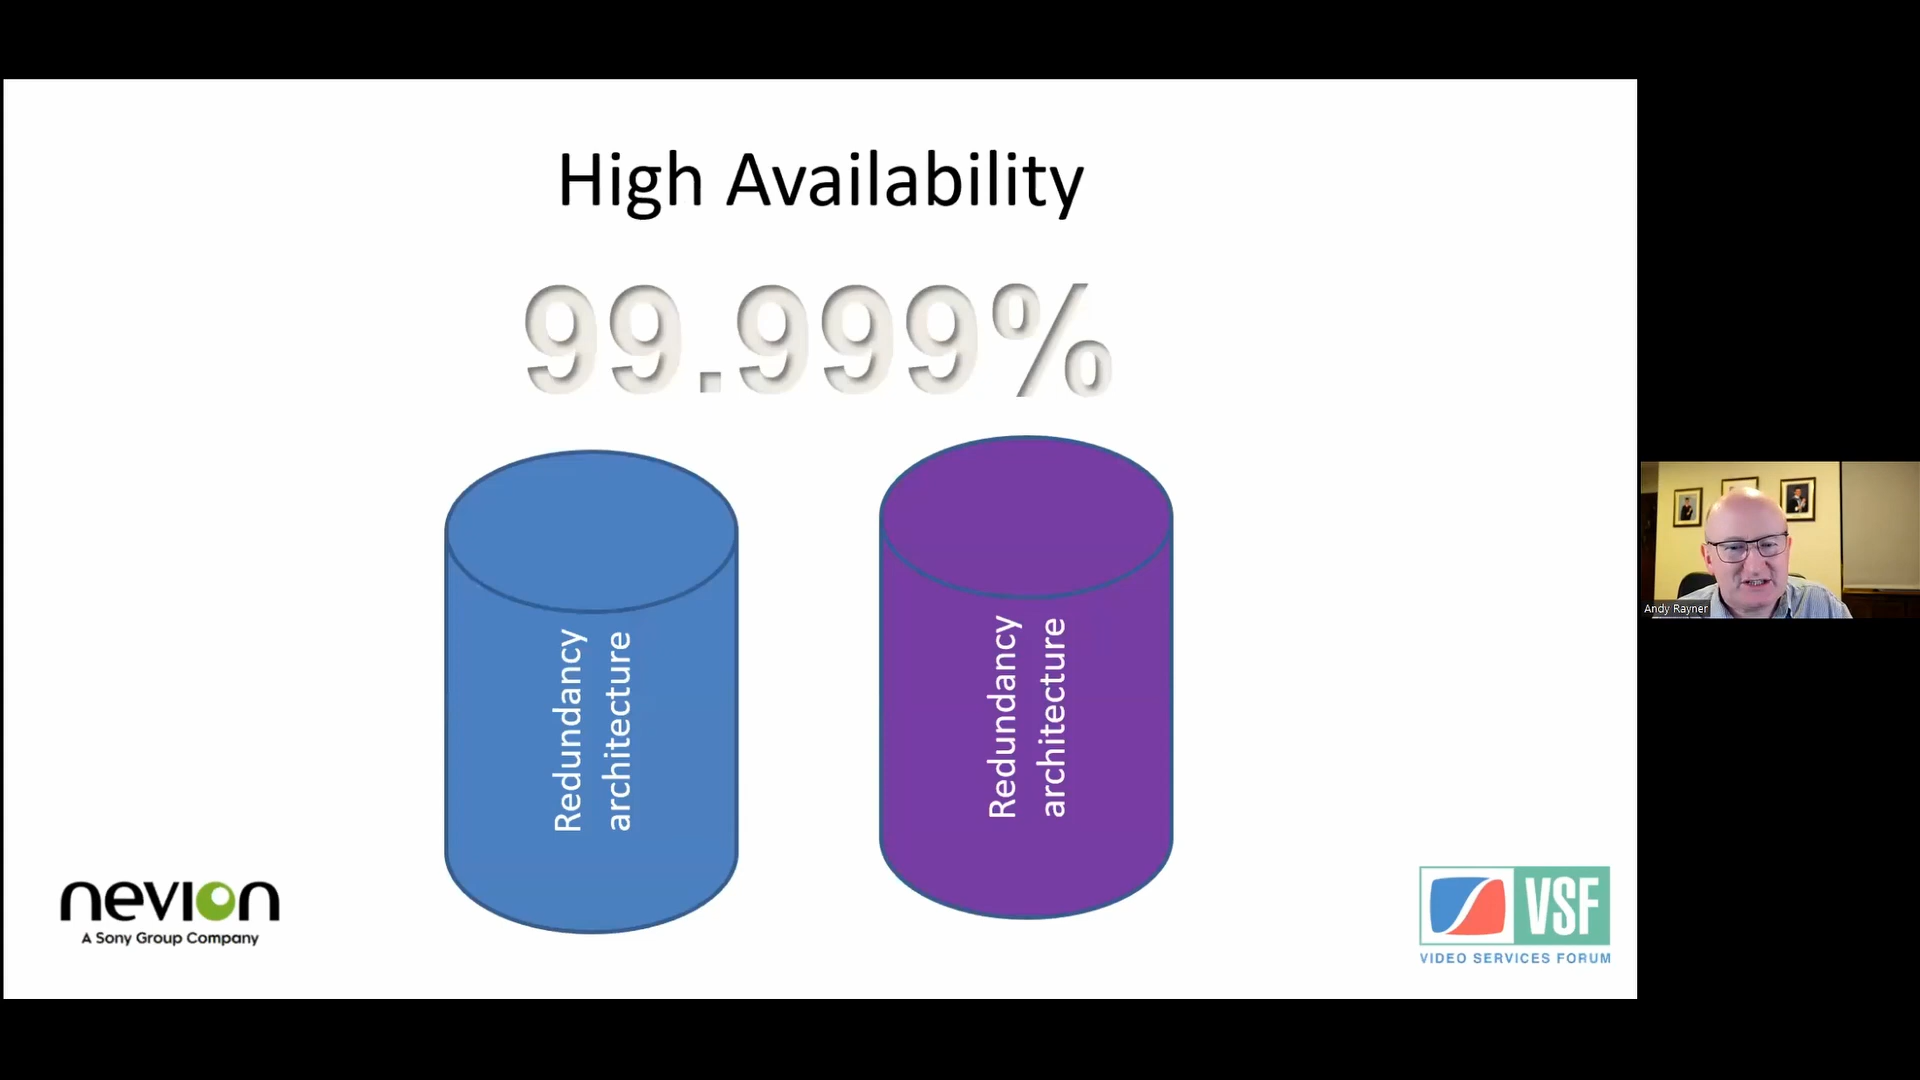 High Availability
99.999%
Redundancy
architecture
Redundancy
architecture
nevion
A Sony Group Company
VSF
VIDEO SERVICES FORUM
Andy Rayner